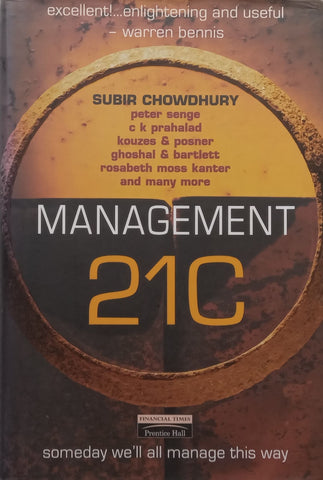 excellent!...enlightening and useful
– warren bennis
SUBIR CHOWDHURY
peter senge
c k prahalad
kouzes & posner
ghoshal & bartlett
rosabeth moss kanter
and many more
MANAGEMENT
21C
FINANCIAL TIMES
Prentice Hall
someday we'll all manage this way